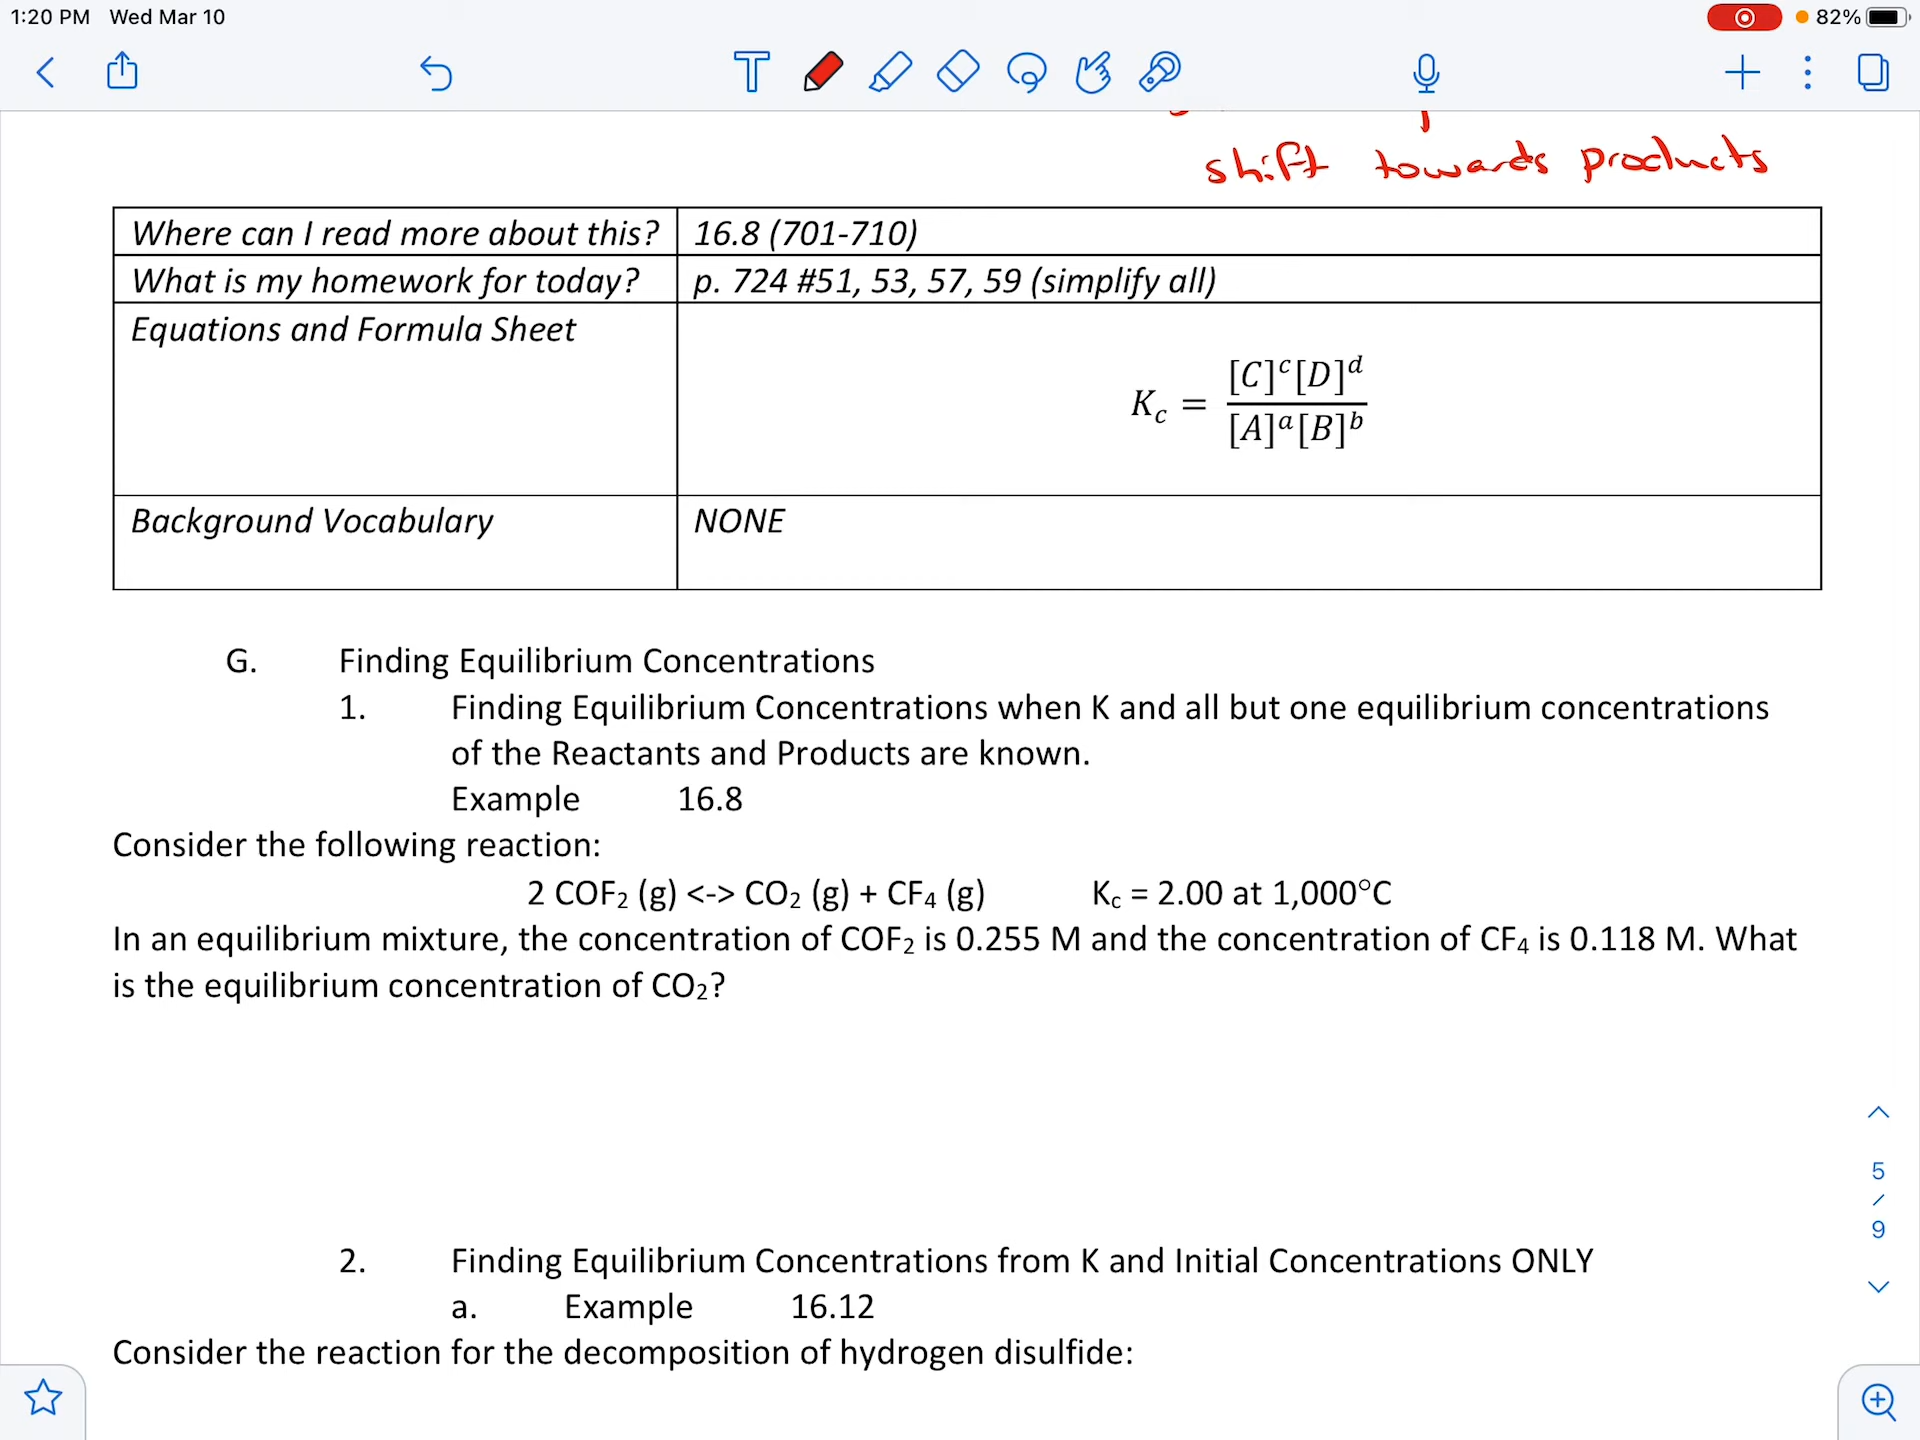 1:20 PM Wed Mar 10
82%
T
shift towards products
Where can I read more about this? 16.8 (701-710)
What is my homework for today? p. 724 #51, 53, 57, 59 (simplify all)
Equations and Formula Sheet
K_c = [C]^c[D]^d / [A]^a[B]^b
Background Vocabulary NONE
G. Finding Equilibrium Concentrations
1. Finding Equilibrium Concentrations when K and all but one equilibrium concentrations
of the Reactants and Products are known.
Example 16.8
Consider the following reaction:
2 COF₂ (g) <-> CO₂ (g) + CF₄ (g) K_c = 2.00 at 1,000°C
In an equilibrium mixture, the concentration of COF₂ is 0.255 M and the concentration of CF₄ is 0.118 M. What
is the equilibrium concentration of CO₂?
5
/
9
2. Finding Equilibrium Concentrations from K and Initial Concentrations ONLY
a. Example 16.12
Consider the reaction for the decomposition of hydrogen disulfide: